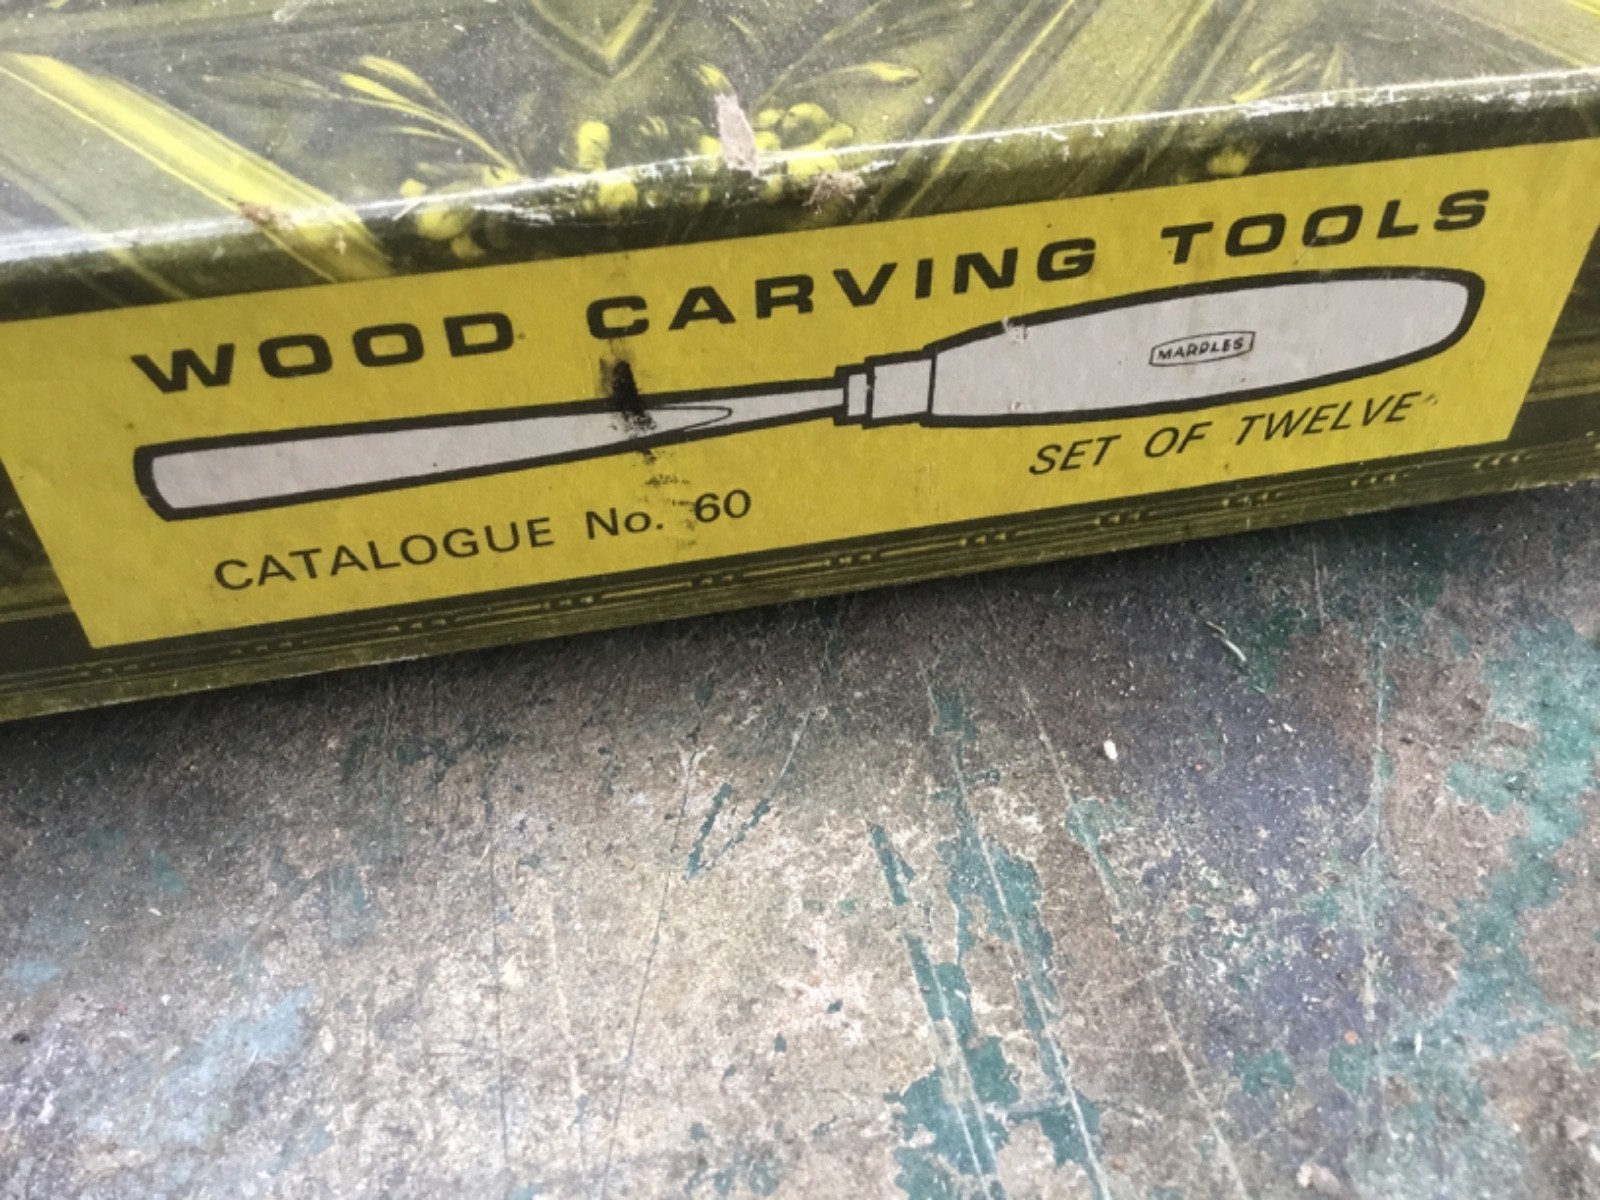 WOOD CARVING TOOLS
MARPLES
CATALOGUE No. 60
SET OF TWELVE